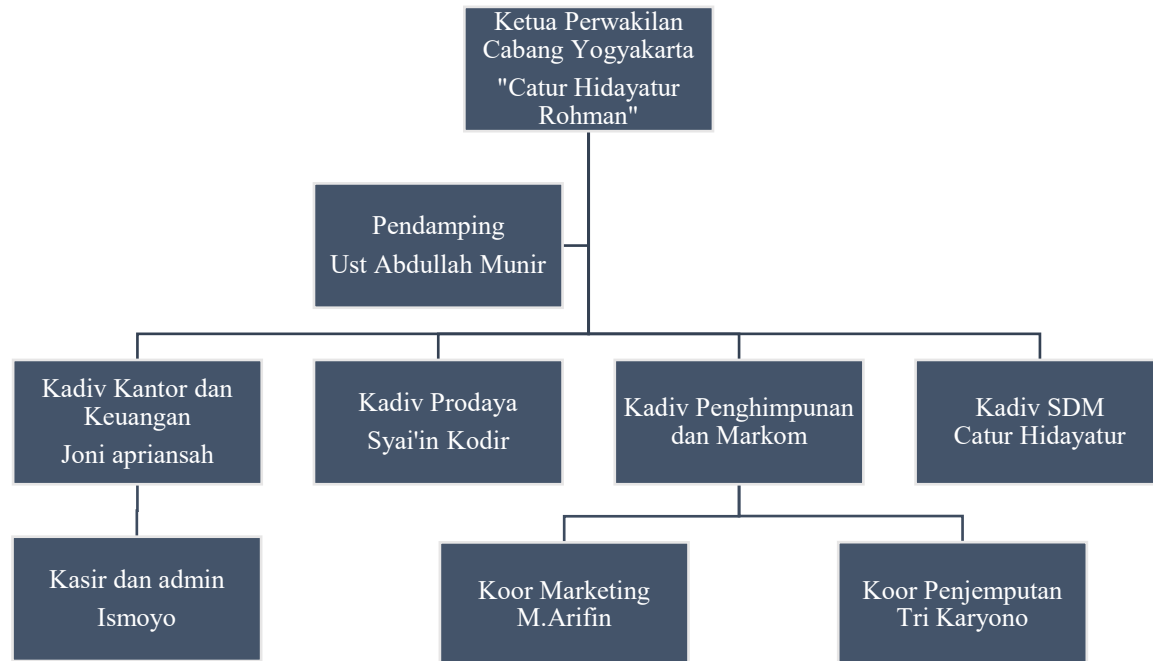 Ketua Perwakilan
Cabang Yogyakarta
"Catur Hidayatur
Rohman"
Pendamping
Ust Abdullah Munir
Kadiv Kantor dan
Keuangan
Joni apriansah
Kadiv Prodaya
Syai'in Kodir
Kadiv Penghimpunan
dan Markom
Kadiv SDM
Catur Hidayatur
Kasir dan admin
Ismoyo
Koor Marketing
M.Arifin
Koor Penjemputan
Tri Karyono